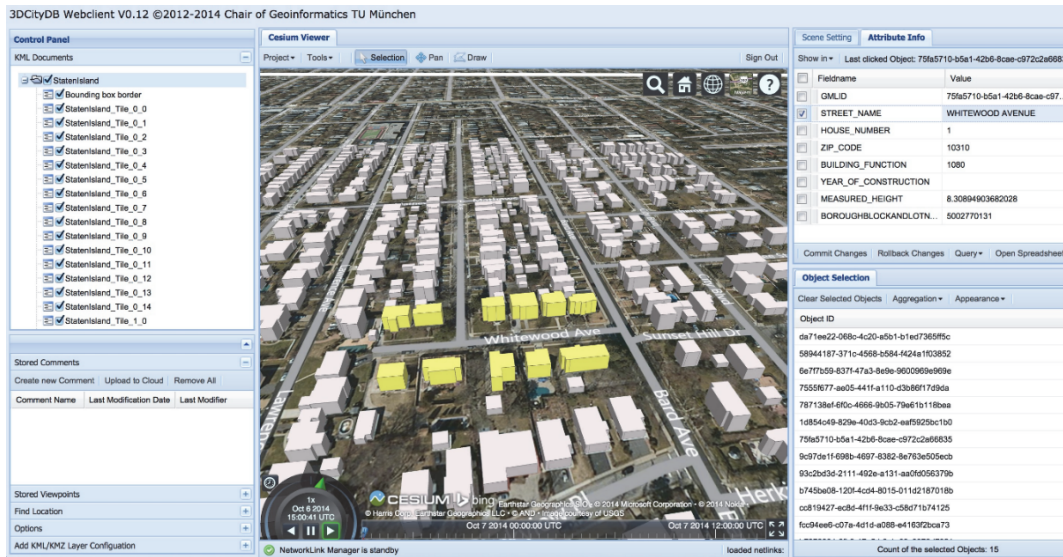 3DCityDB Webclient V0.12 ©2012-2014 Chair of Geoinformatics TU München
Control Panel
KML Documents
StatenIsland
Bounding box border
StatenIsland_Tile_0_0
StatenIsland_Tile_0_1
StatenIsland_Tile_0_2
StatenIsland_Tile_0_3
StatenIsland_Tile_0_4
StatenIsland_Tile_0_5
StatenIsland_Tile_0_6
StatenIsland_Tile_0_7
StatenIsland_Tile_0_8
StatenIsland_Tile_0_9
StatenIsland_Tile_0_10
StatenIsland_Tile_0_11
StatenIsland_Tile_0_12
StatenIsland_Tile_0_13
StatenIsland_Tile_0_14
StatenIsland_Tile_1_0
Stored Comments
Create new Comment Upload to Cloud Remove All
Comment Name Last Modification Date Last Modifier
Stored Viewpoints
Find Location
Options
Add KML/KMZ Layer Configuation
Cesium Viewer
Project Tools Selection Pan Draw Sign Out
Whitewood Ave
Sunset Hill Dr
Bard Ave
1x
Oct 6 2014
15:00:41 UTC
CESIUM bing
Oct 7 2014 00:00:00 UTC
Oct 7 2014 12:00:00 UTC
NetworkLink Manager is standby
loaded netlinks:
Scene Setting Attribute Info
Show in Last clicked Object: 75fa5710-b5a1-42b6-8cae-c972c2a6683
Fieldname Value
GMLID 75fa5710-b5a1-42b6-8cae-c97...
STREET_NAME WHITEWOOD AVENUE
HOUSE_NUMBER 1
ZIP_CODE 10310
BUILDING_FUNCTION 1080
YEAR_OF_CONSTRUCTION
MEASURED_HEIGHT 8.30894903682028
BOROUGHBLOCKANDLOTN... 5002770131
Commit Changes Rollback Changes Query Open Spreadsheet
Object Selection
Clear Selected Objects Aggregation Appearance
Object ID
da71ee22-068c-4c20-a5b1-b1ed7365ff5c
58944187-371c-4568-b584-f424a1f03852
6e7f7b59-837f-47a3-8e9e-9600969e969e
7555f677-ae05-441f-a110-d3b86f17d9da
787138ef-6f0c-4666-9b05-79e61b118bea
1d854c49-829e-40d3-9cb2-eaf5925bc1b0
75fa5710-b5a1-42b6-8cae-c972c2a66835
9c97de1f-698b-4697-8382-8e763e505ecb
93c2bd3d-2111-492e-a131-aa0fd056379b
b745be08-120f-4cd4-8015-011d2187018b
cc819427-ec8d-4f1f-9e33-c58d71b74125
fcc94ee6-c07a-4d1d-a088-e4163f2bca73
Count of the selected Objects: 15